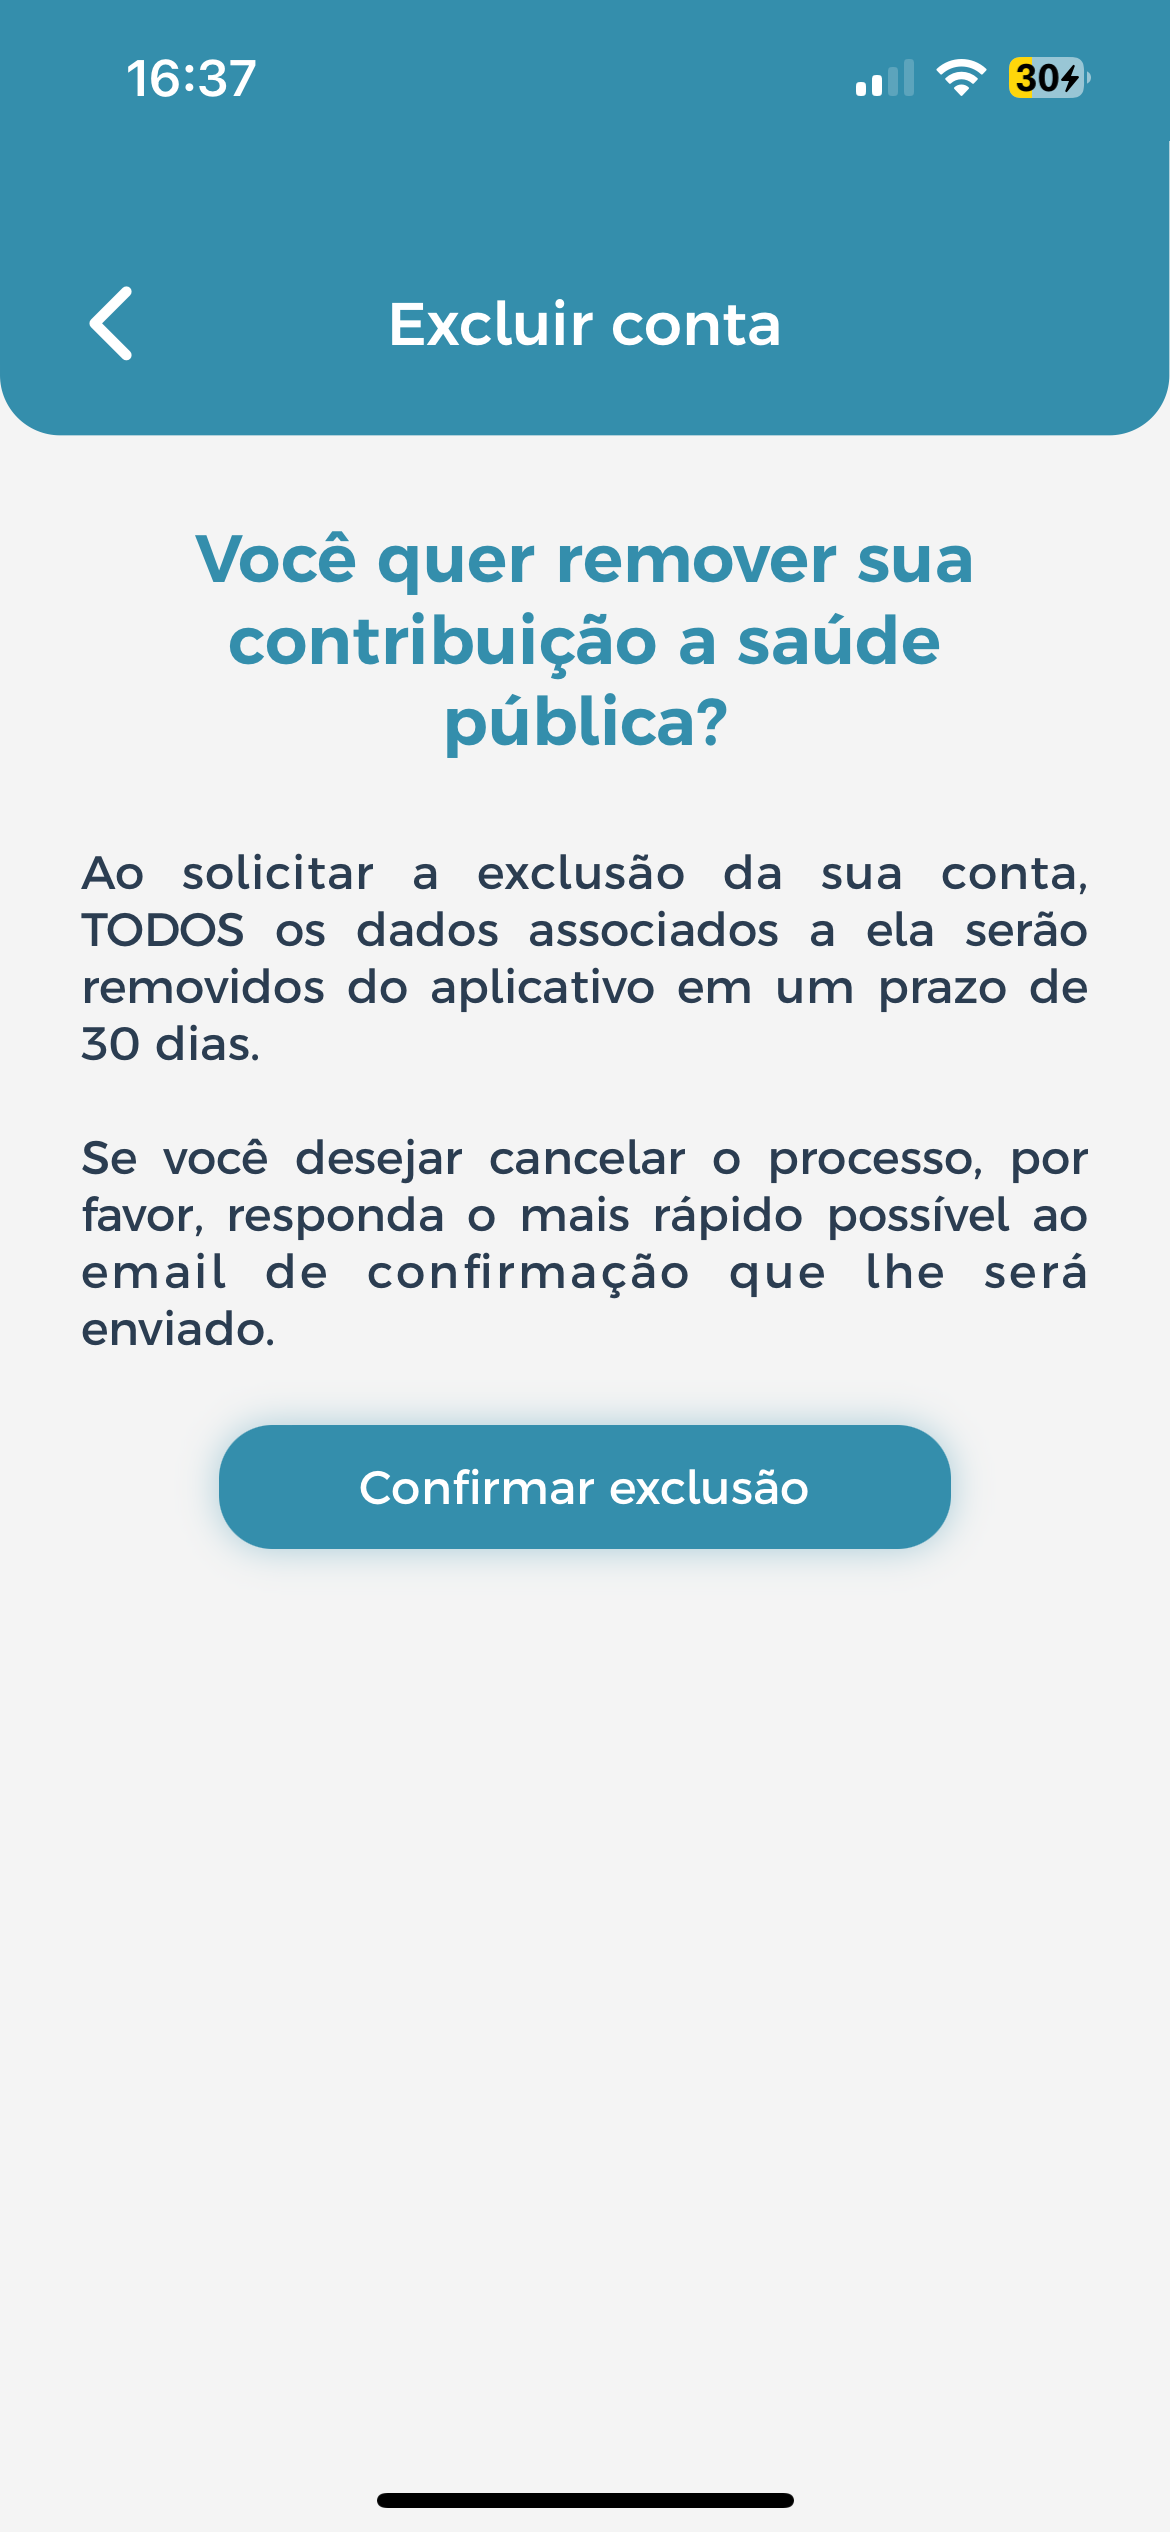 16:37
30
Excluir conta
Você quer remover sua
contribuição a saúde
pública?
Ao solicitar a exclusão da sua conta,
TODOS os dados associados a ela serão
removidos do aplicativo em um prazo de
30 dias.
Se você desejar cancelar o processo, por
favor, responda o mais rápido possível ao
email de confirmação que lhe será
enviado.
Confirmar exclusão